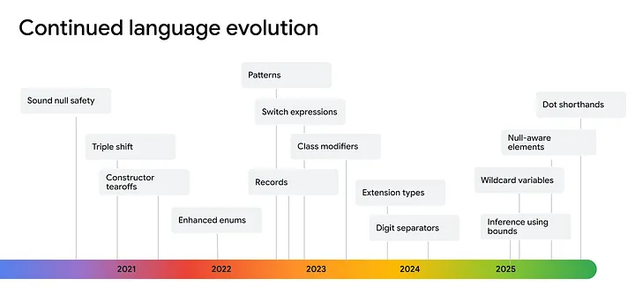 Continued language evolution
Patterns
Sound null safety
Switch expressions
Dot shorthands
Triple shift
Class modifiers
Null-aware
elements
Constructor
tearoffs
Records
Wildcard variables
Extension types
Enhanced enums
Digit separators
Inference using
bounds
2021
2022
2023
2024
2025